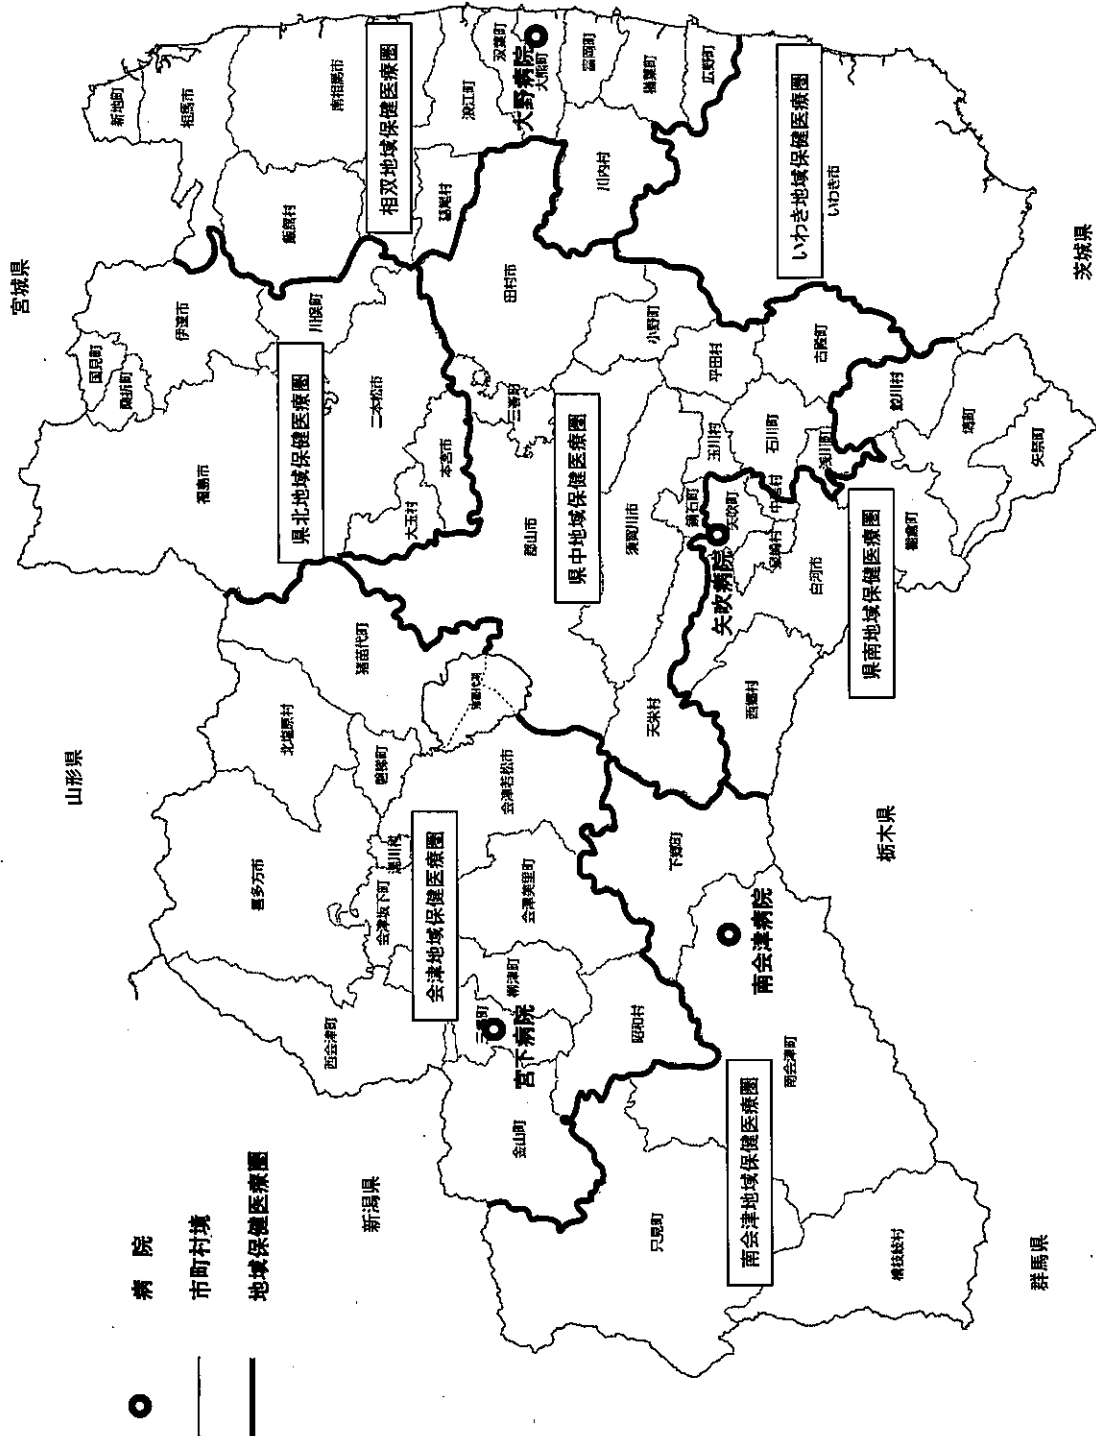 病　院
市町村境
地域保健医療圏
新潟県
山形県
宮城県
群馬県
栃木県
茨城県
会津地域保健医療圏
南会津地域保健医療圏
県北地域保健医療圏
県中地域保健医療圏
県南地域保健医療圏
相双地域保健医療圏
いわき地域保健医療圏
宮下病院
南会津病院
矢吹病院
大野病院
西会津町
喜多方市
北塩原村
猪苗代町
磐梯町
湯川村
会津坂下町
会津若松市
会津美里町
柳津町
三島町
金山町
昭和村
只見町
南会津町
下郷町
檜枝岐村
猪苗代湖
福島市
国見町
桑折町
伊達市
川俣町
二本松市
大玉村
本宮市
郡山市
三春町
田村市
小野町
平田村
須賀川市
鏡石町
玉川村
石川町
古殿町
浅川町
天栄村
西郷村
矢吹町
中島村
泉崎村
白河市
棚倉町
鮫川村
塙町
矢祭町
新地町
相馬市
南相馬市
飯舘村
浪江町
葛尾村
双葉町
大熊町
富岡町
楢葉町
広野町
川内村
いわき市